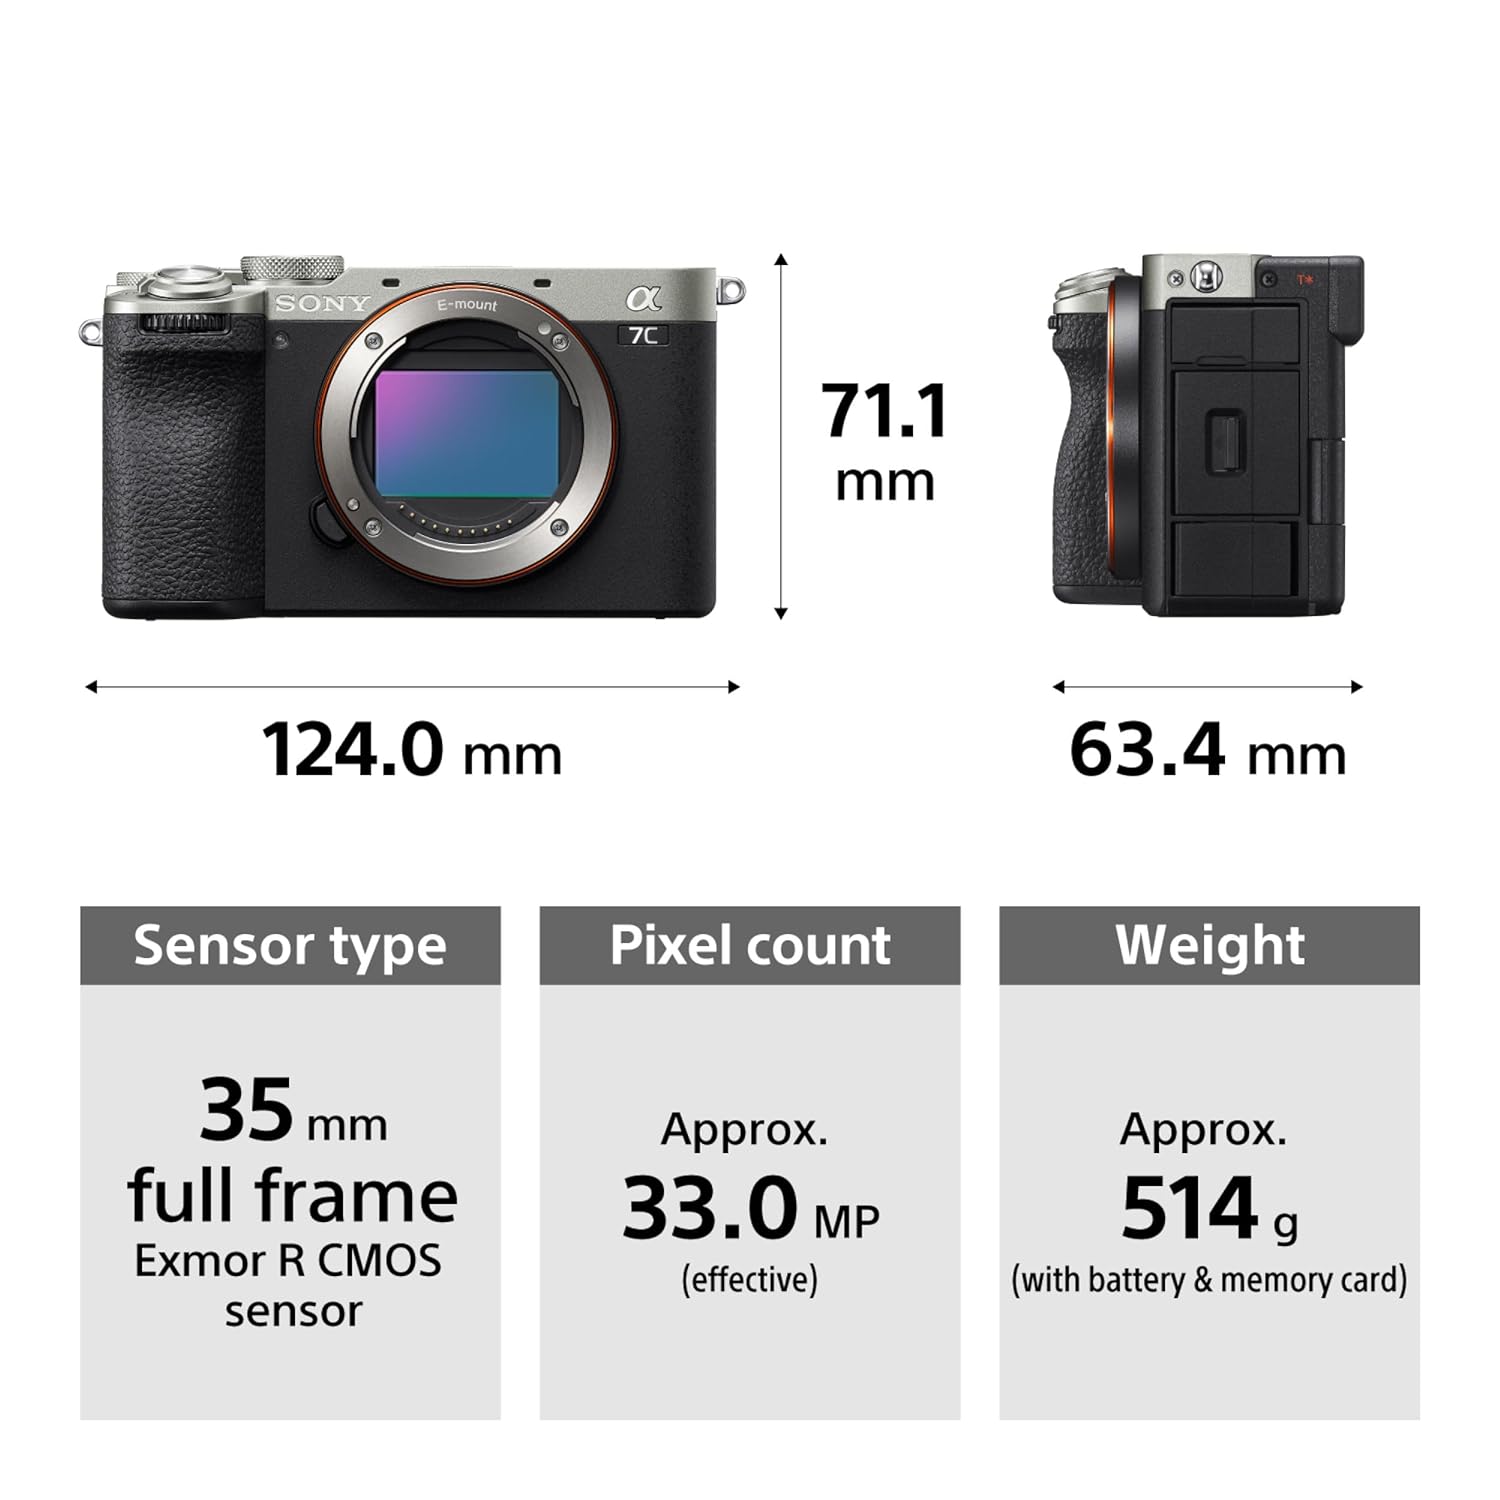 SONY
E-mount
α
7C
T*
71.1
mm
124.0 mm
63.4 mm
Sensor type
35 mm
full frame
Exmor R CMOS
sensor
Pixel count
Approx.
33.0 MP
(effective)
Weight
Approx.
514 g
(with battery & memory card)